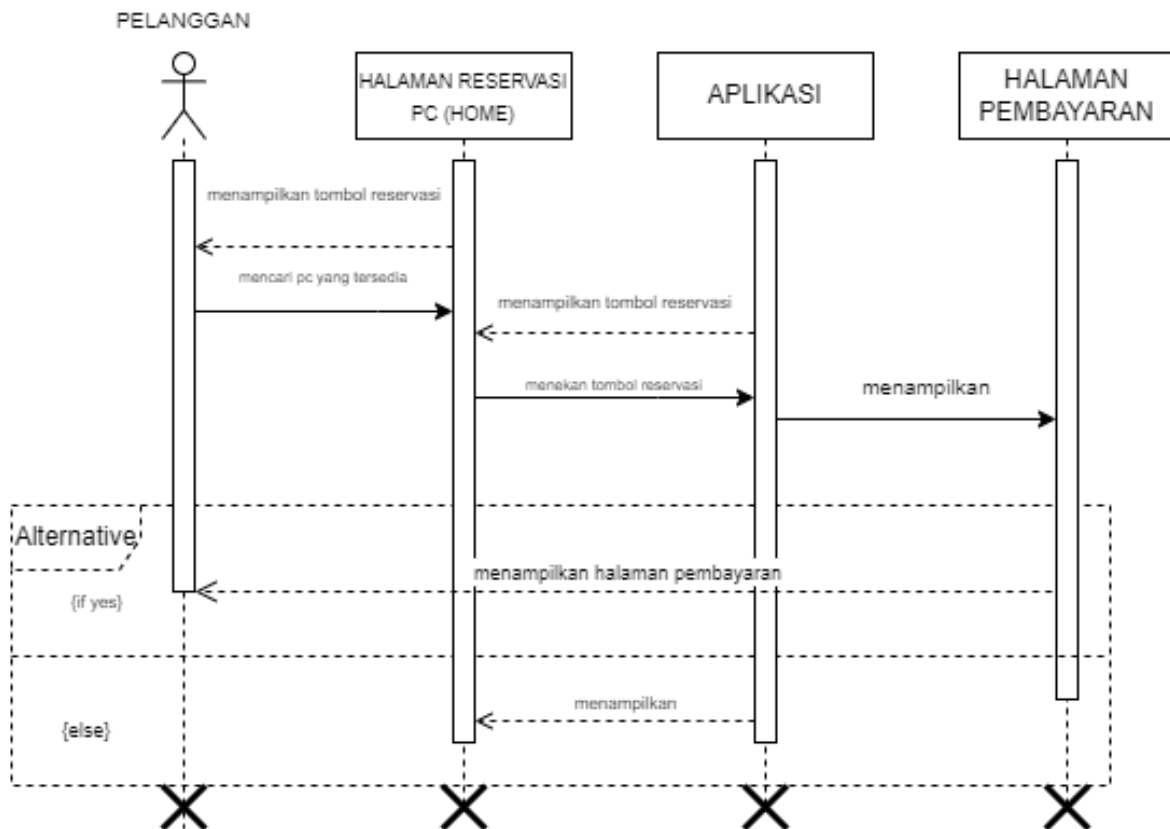 PELANGGAN
HALAMAN RESERVASI
PC (HOME)
APLIKASI
HALAMAN
PEMBAYARAN
menampilkan tombol reservasi
mencari pc yang tersedia
menampilkan tombol reservasi
menekan tombol reservasi
menampilkan
Alternative
menampilkan halaman pembayaran
{if yes}
menampilkan
{else}